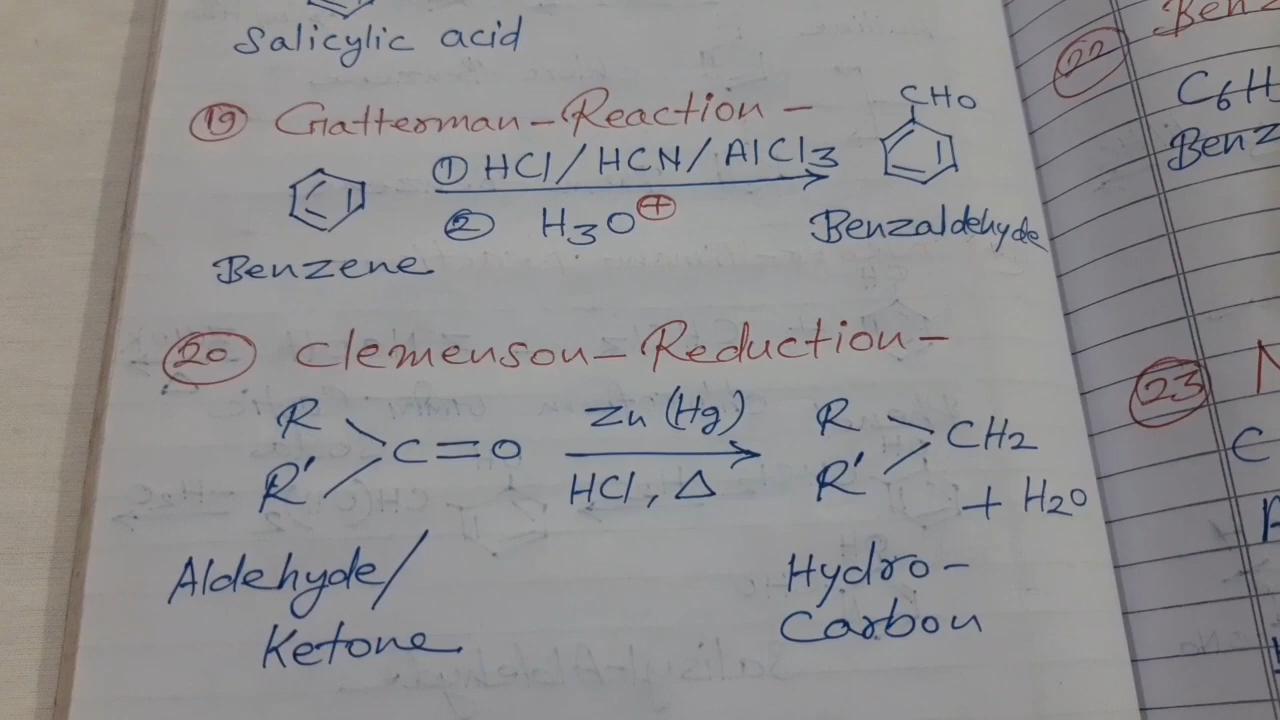 Salicylic acid
19 Gatterman-Reaction-
① HCl/HCN/AlCl3
② H3O⊕
CHO
Benzene
Benzaldehyde
20 Clemenson-Reduction-
R
R'
C=O
Zn (Hg)
HCl, Δ
R
R'
CH2
+ H2O
Aldehyde/
Ketone
Hydro-
Carbon
22
C6H
Benz
23
C